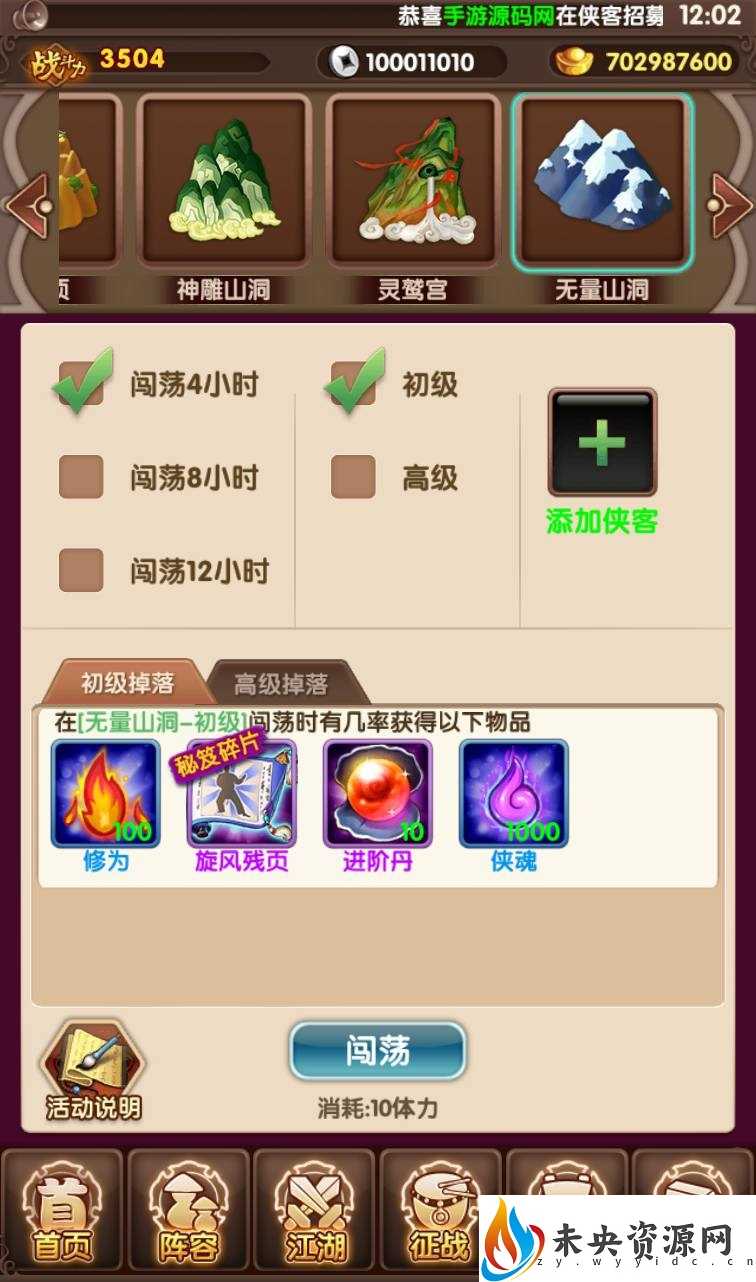 恭喜手游源码网在侠客招募 12:02
战斗力 3504 100011010 702987600
顶 神雕山洞 灵鹫宫 无量山洞
闯荡4小时 初级
闯荡8小时 高级
添加侠客
闯荡12小时
初级掉落 高级掉落
在[无量山洞-初级]闯荡时有几率获得以下物品
秘笈碎片
100 10 1000
修为 旋风残页 进阶丹 侠魂
闯荡
活动说明 消耗:10体力
首
首页 阵容 江湖 征战
未央资源网
zy.wyyidc.cn